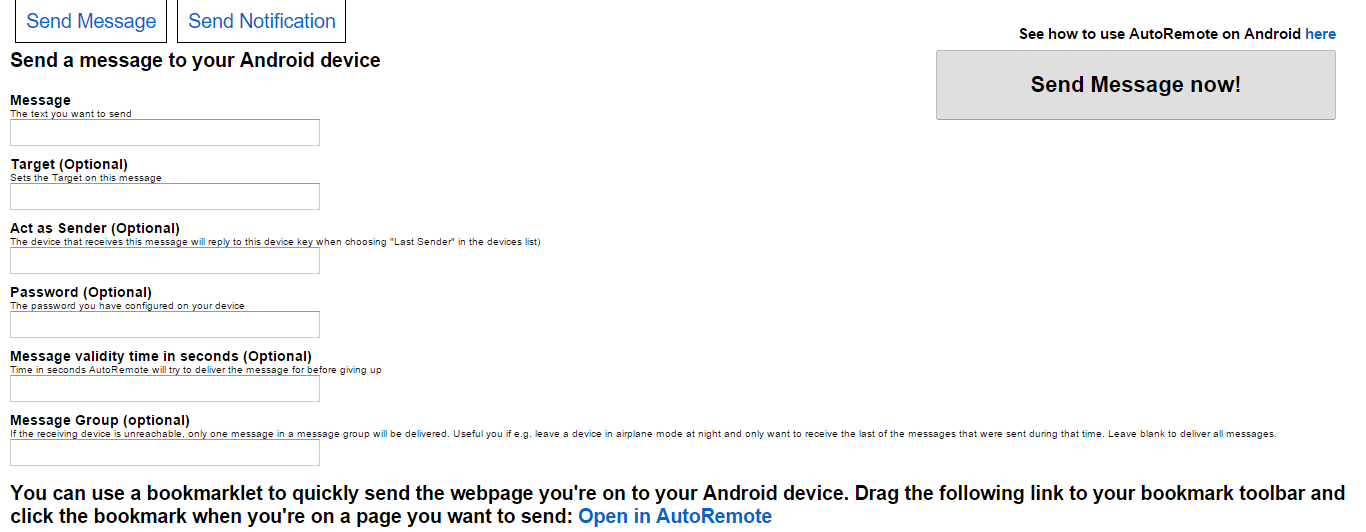 Send Message
Send Notification
See how to use AutoRemote on Android here
Send a message to your Android device
Send Message now!
Message
The text you want to send
Target (Optional)
Sets the Target on this message
Act as Sender (Optional)
The device that receives this message will reply to this device key when choosing "Last Sender" in the devices list)
Password (Optional)
The password you have configured on your device
Message validity time in seconds (Optional)
Time in seconds AutoRemote will try to deliver the message for before giving up
Message Group (optional)
If the receiving device is unreachable, only one message in a message group will be delivered. Useful you if e.g. leave a device in airplane mode at night and only want to receive the last of the messages that were sent during that time. Leave blank to deliver all messages.
You can use a bookmarklet to quickly send the webpage you're on to your Android device. Drag the following link to your bookmark toolbar and
click the bookmark when you're on a page you want to send: Open in AutoRemote